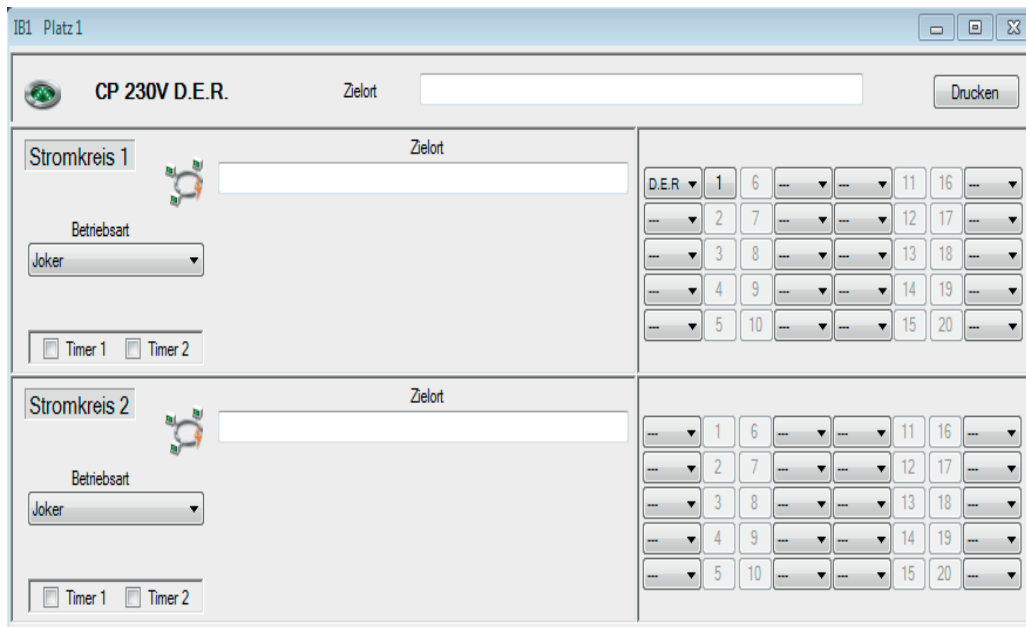 IB1 Platz 1
CP 230V D.E.R. Zielort Drucken
Stromkreis 1
Zielort
Betriebsart
Joker
Timer 1 Timer 2
D.E.R 1 6 --- --- 11 16 ---
--- 2 7 --- --- 12 17 ---
--- 3 8 --- --- 13 18 ---
--- 4 9 --- --- 14 19 ---
--- 5 10 --- --- 15 20 ---
Stromkreis 2
Zielort
Betriebsart
Joker
Timer 1 Timer 2
--- 1 6 --- --- 11 16 ---
--- 2 7 --- --- 12 17 ---
--- 3 8 --- --- 13 18 ---
--- 4 9 --- --- 14 19 ---
--- 5 10 --- --- 15 20 ---